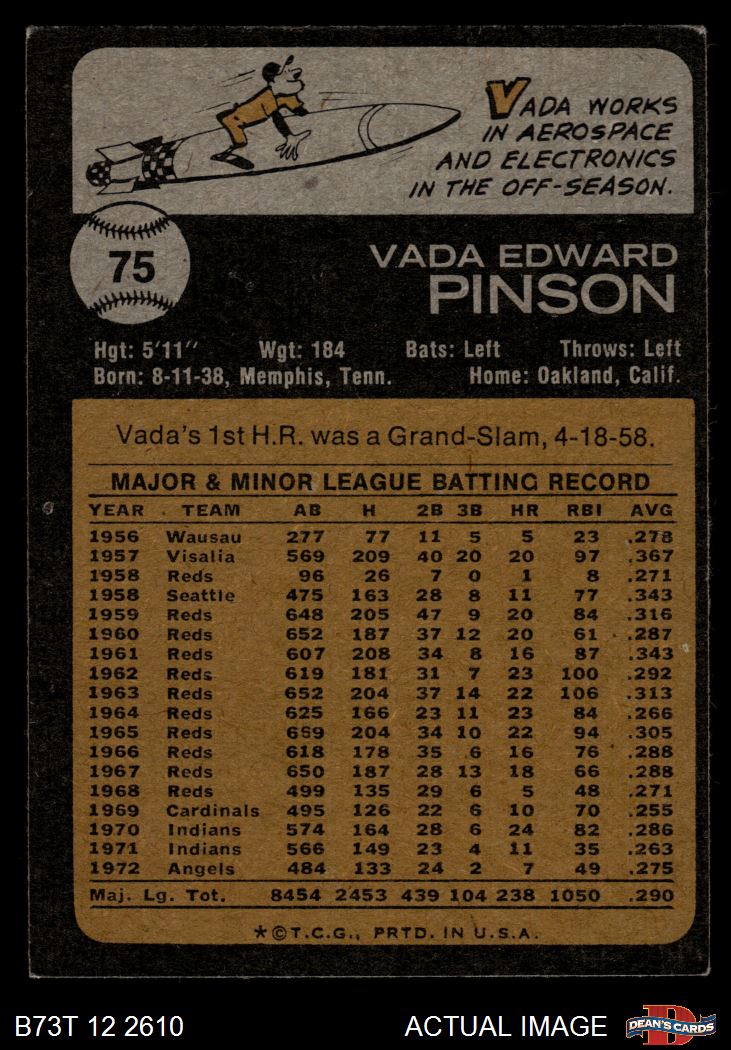 VADA WORKS
IN AEROSPACE
AND ELECTRONICS
IN THE OFF-SEASON.
75
VADA EDWARD
PINSON
Hgt: 5'11" Wgt: 184 Bats: Left Throws: Left
Born: 8-11-38, Memphis, Tenn. Home: Oakland, Calif.
Vada's 1st H.R. was a Grand-Slam, 4-18-58.
MAJOR & MINOR LEAGUE BATTING RECORD
YEAR TEAM AB H 2B 3B HR RBI AVG
1956 Wausau 277 77 11 5 5 23 .278
1957 Visalia 569 209 40 20 20 97 .367
1958 Reds 96 26 7 0 1 8 .271
1958 Seattle 475 163 28 8 11 77 .343
1959 Reds 648 205 47 9 20 84 .316
1960 Reds 652 187 37 12 20 61 .287
1961 Reds 607 208 34 8 16 87 .343
1962 Reds 619 181 31 7 23 100 .292
1963 Reds 652 204 37 14 22 106 .313
1964 Reds 625 166 23 11 23 84 .266
1965 Reds 669 204 34 10 22 94 .305
1966 Reds 618 178 35 6 16 76 .288
1967 Reds 650 187 28 13 18 66 .288
1968 Reds 499 135 29 6 5 48 .271
1969 Cardinals 495 126 22 6 10 70 .255
1970 Indians 574 164 28 6 24 82 .286
1971 Indians 566 149 23 4 11 35 .263
1972 Angels 484 133 24 2 7 49 .275
Maj. Lg. Tot. 8454 2453 439 104 238 1050 .290
*©T.C.G., PRTD. IN U.S.A.
B73T 12 2610 ACTUAL IMAGE
D
DEAN'S CARDS